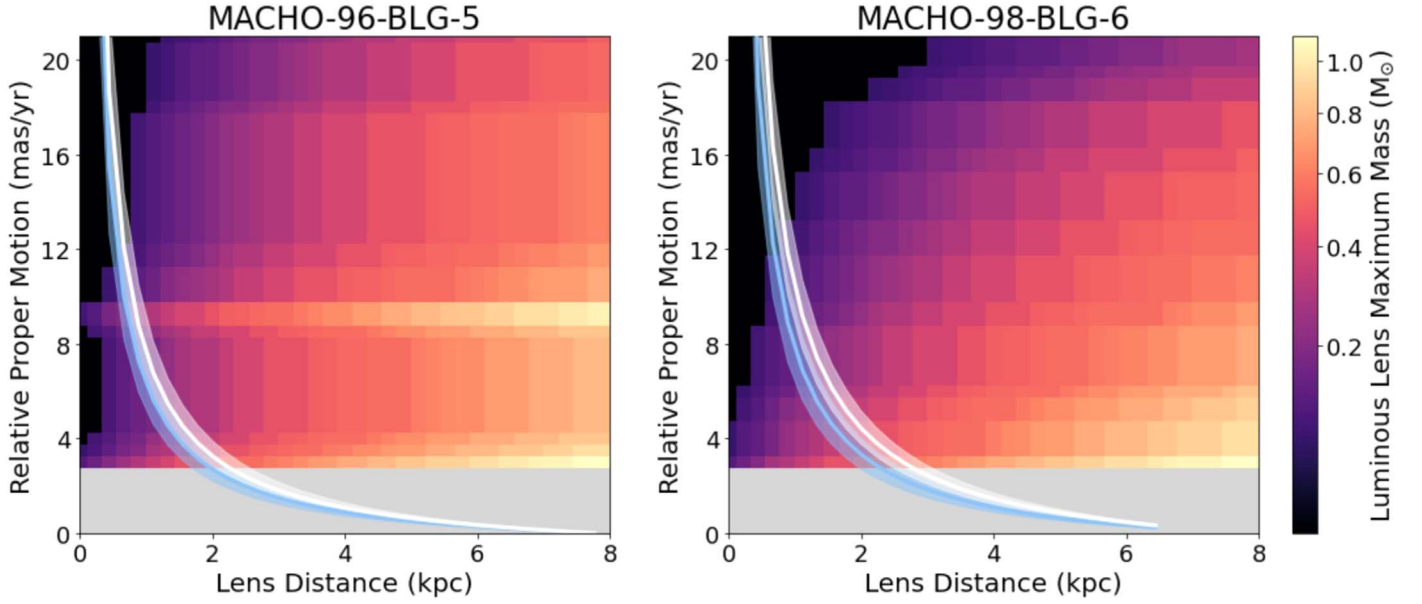 MACHO-96-BLG-5
MACHO-98-BLG-6
20
16
12
8
4
0
Relative Proper Motion (mas/yr)
0 2 4 6 8
Lens Distance (kpc)
20
16
12
8
4
0
Relative Proper Motion (mas/yr)
0 2 4 6 8
Lens Distance (kpc)
1.0
0.8
0.6
0.4
0.2
Luminous Lens Maximum Mass (M⊙)